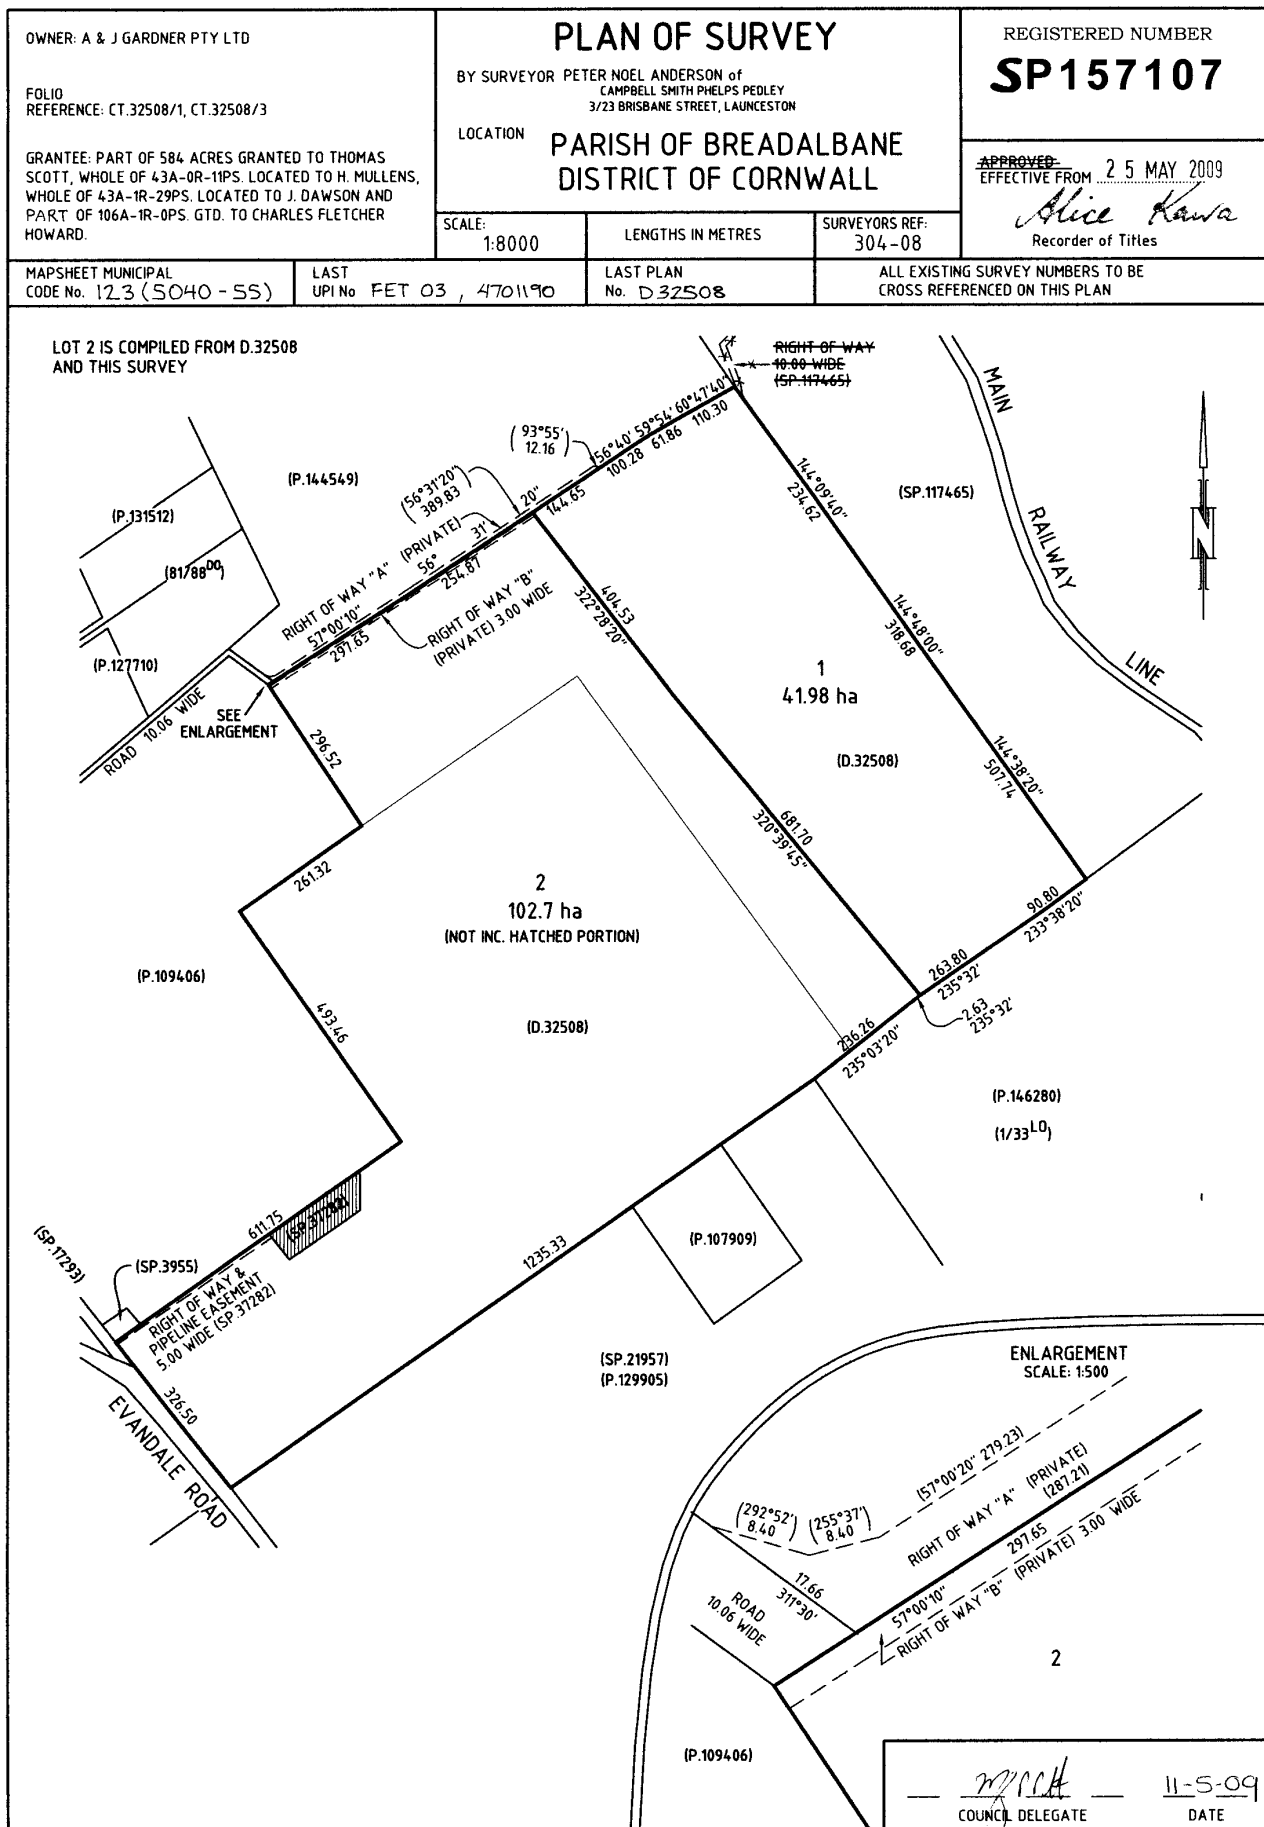 OWNER: A & J GARDNER PTY LTD
FOLIO
REFERENCE: CT.32508/1, CT.32508/3
GRANTEE: PART OF 584 ACRES GRANTED TO THOMAS
SCOTT, WHOLE OF 43A-0R-11PS. LOCATED TO H. MULLENS,
WHOLE OF 43A-1R-29PS. LOCATED TO J. DAWSON AND
PART OF 106A-1R-0PS. GTD. TO CHARLES FLETCHER
HOWARD.
PLAN OF SURVEY
BY SURVEYOR PETER NOEL ANDERSON of
CAMPBELL SMITH PHELPS PEDLEY
3/23 BRISBANE STREET, LAUNCESTON
LOCATION
PARISH OF BREADALBANE
DISTRICT OF CORNWALL
SCALE:
1:8000
LENGTHS IN METRES
SURVEYORS REF:
304-08
REGISTERED NUMBER
SP157107
APPROVED
EFFECTIVE FROM 25 MAY 2009
Alice Kawa
Recorder of Titles
MAPSHEET MUNICIPAL
CODE No. 123 (5040-55)
LAST
UPI No FET 03, 4701190
LAST PLAN
No. D32508
ALL EXISTING SURVEY NUMBERS TO BE
CROSS REFERENCED ON THIS PLAN
LOT 2 IS COMPILED FROM D.32508
AND THIS SURVEY
RIGHT OF WAY
10.00 WIDE
(SP.117465)
MAIN
RAILWAY
LINE
(93°55'
12.16)
56°40' 59°54' 60°47'40"
100.28 61.86 110.30
(P.144549)
(56°31'20"
389.83)
20"
144.65
144°09'40"
234.62
(SP.117465)
(P.131512)
(81/88DO)
RIGHT OF WAY "A" (PRIVATE)
57°00'10"
297.65
56° 31'
254.87
RIGHT OF WAY "B"
(PRIVATE) 3.00 WIDE
404.53
322°28'20"
144°48'00"
318.68
(P.127710)
ROAD 10.06 WIDE
SEE
ENLARGEMENT
296.52
1
41.98 ha
(D.32508)
144°38'20"
507.74
681.70
320°39'45"
261.32
2
102.7 ha
(NOT INC. HATCHED PORTION)
90.80
233°38'20"
263.80
235°32'
2.63
235°32'
(P.109406)
493.46
(D.32508)
236.26
235°03'20"
(P.146280)
(1/33LO)
611.75
(SP.37282)
(SP.17293)
(SP.3955)
RIGHT OF WAY &
PIPELINE EASEMENT
5.00 WIDE (SP.37282)
1235.33
(P.107909)
326.50
EVANDALE ROAD
(SP.21957)
(P.129905)
ENLARGEMENT
SCALE: 1:500
(292°52'
8.40)
(255°37'
8.40)
(57°00'20" 279.23)
RIGHT OF WAY "A" (PRIVATE)
(287.21)
17.66
311°30'
297.65
57°00'10"
RIGHT OF WAY "B" (PRIVATE) 3.00 WIDE
ROAD
10.06 WIDE
2
(P.109406)
COUNCIL DELEGATE
11-5-09
DATE